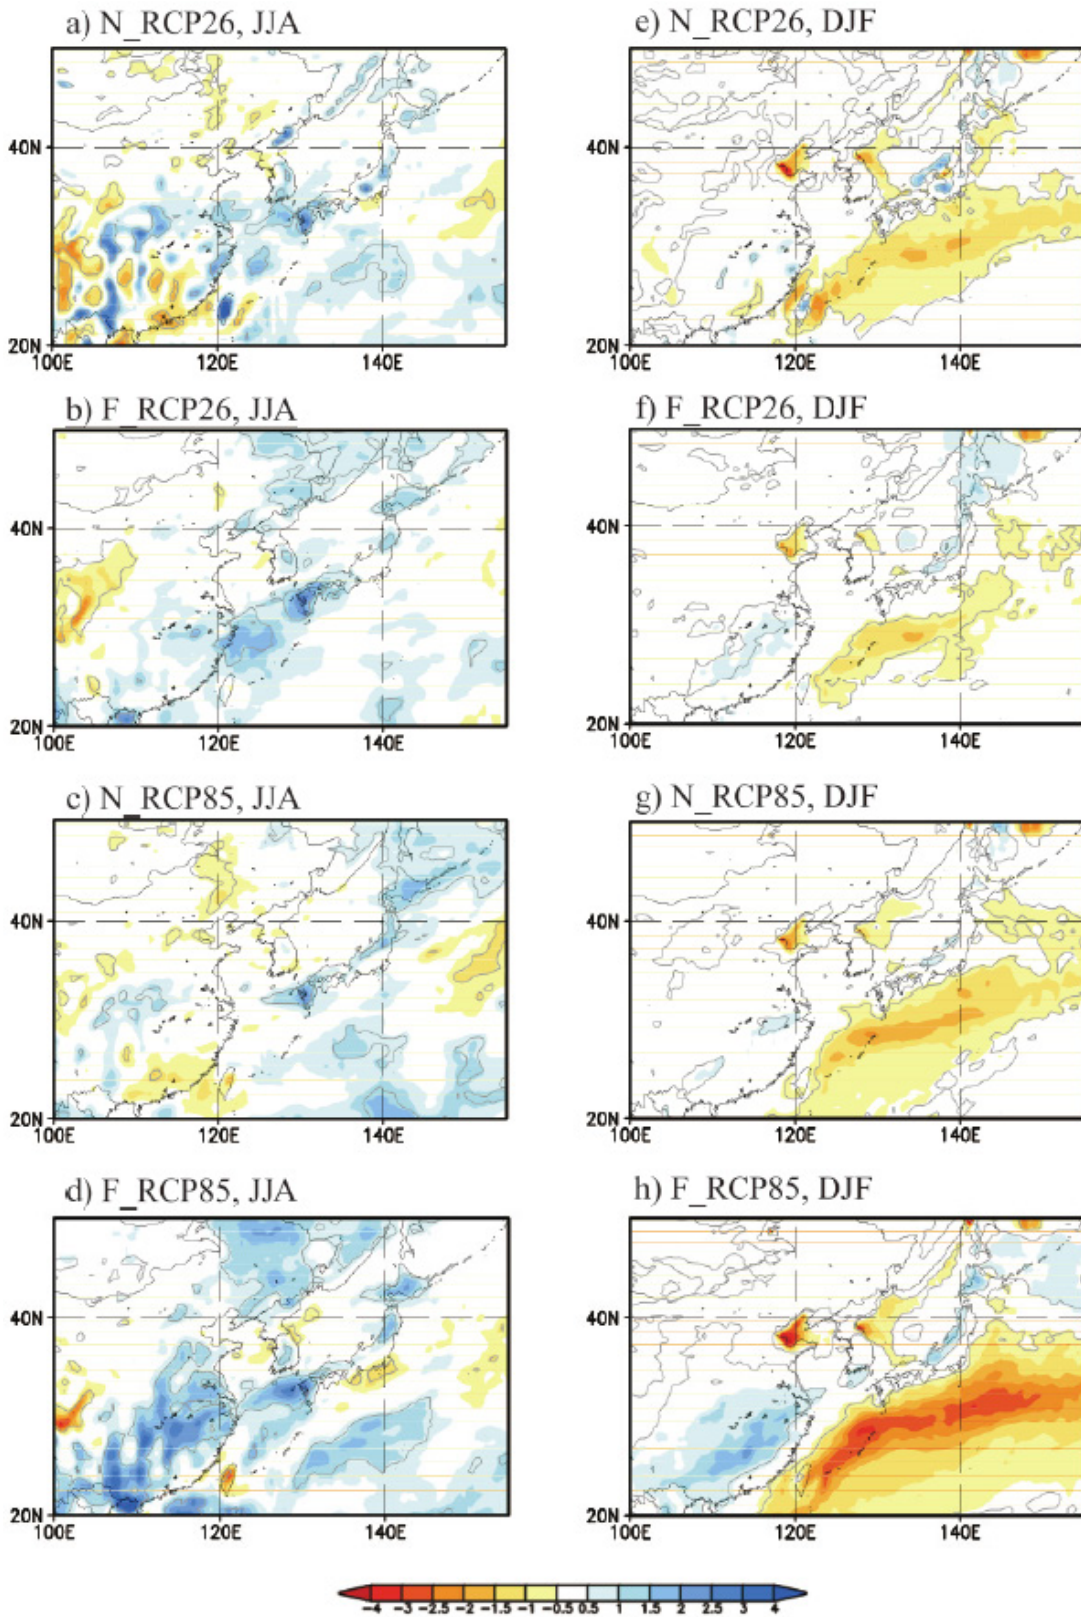 a) N_RCP26, JJA
e) N_RCP26, DJF
40N
20N
100E 120E 140E
40N
20N
100E 120E 140E
b) F_RCP26, JJA
f) F_RCP26, DJF
40N
20N
100E 120E 140E
40N
20N
100E 120E 140E
c) N_RCP85, JJA
g) N_RCP85, DJF
40N
20N
100E 120E 140E
40N
20N
100E 120E 140E
d) F_RCP85, JJA
h) F_RCP85, DJF
40N
20N
100E 120E 140E
40N
20N
100E 120E 140E
-4 -3 -2.5 -2 -1.5 -1 -0.5 0.5 1 1.5 2 2.5 3 4